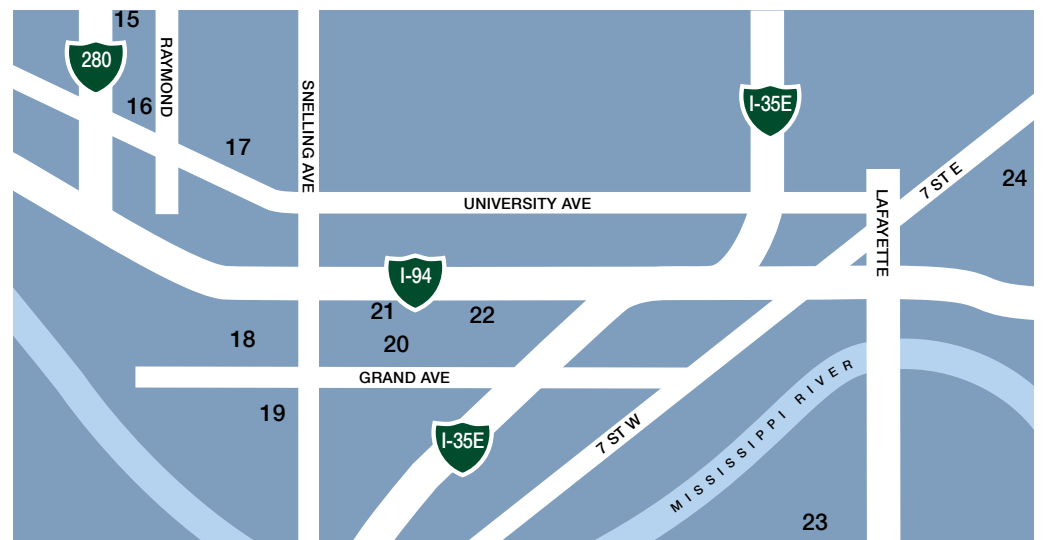 15
280
RAYMOND
16
17
SNELLING AVE
I-35E
7 ST E
24
UNIVERSITY AVE
LAFAYETTE
I-94
21
22
18
20
GRAND AVE
19
I-35E
7 ST W
MISSISSIPPI RIVER
23